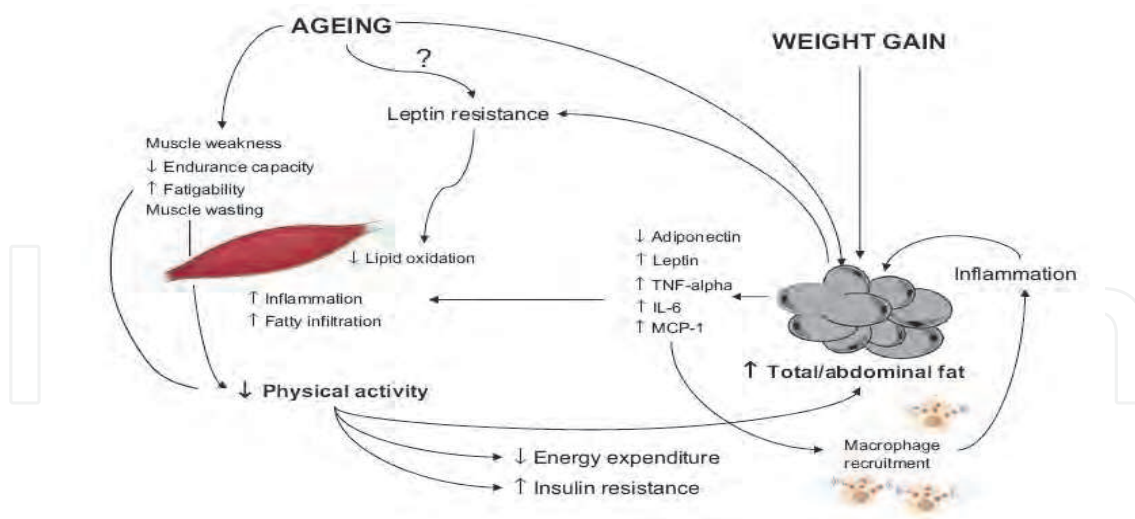 AGEING
WEIGHT GAIN
?
Leptin resistance
Muscle weakness
↓ Endurance capacity
↑ Fatigability
Muscle wasting
↓ Lipid oxidation
↑ Inflammation
↑ Fatty infiltration
↓ Adiponectin
↑ Leptin
↑ TNF-alpha
↑ IL-6
↑ MCP-1
Inflammation
↑ Total/abdominal fat
↓ Physical activity
Macrophage
recruitment
↓ Energy expenditure
↑ Insulin resistance